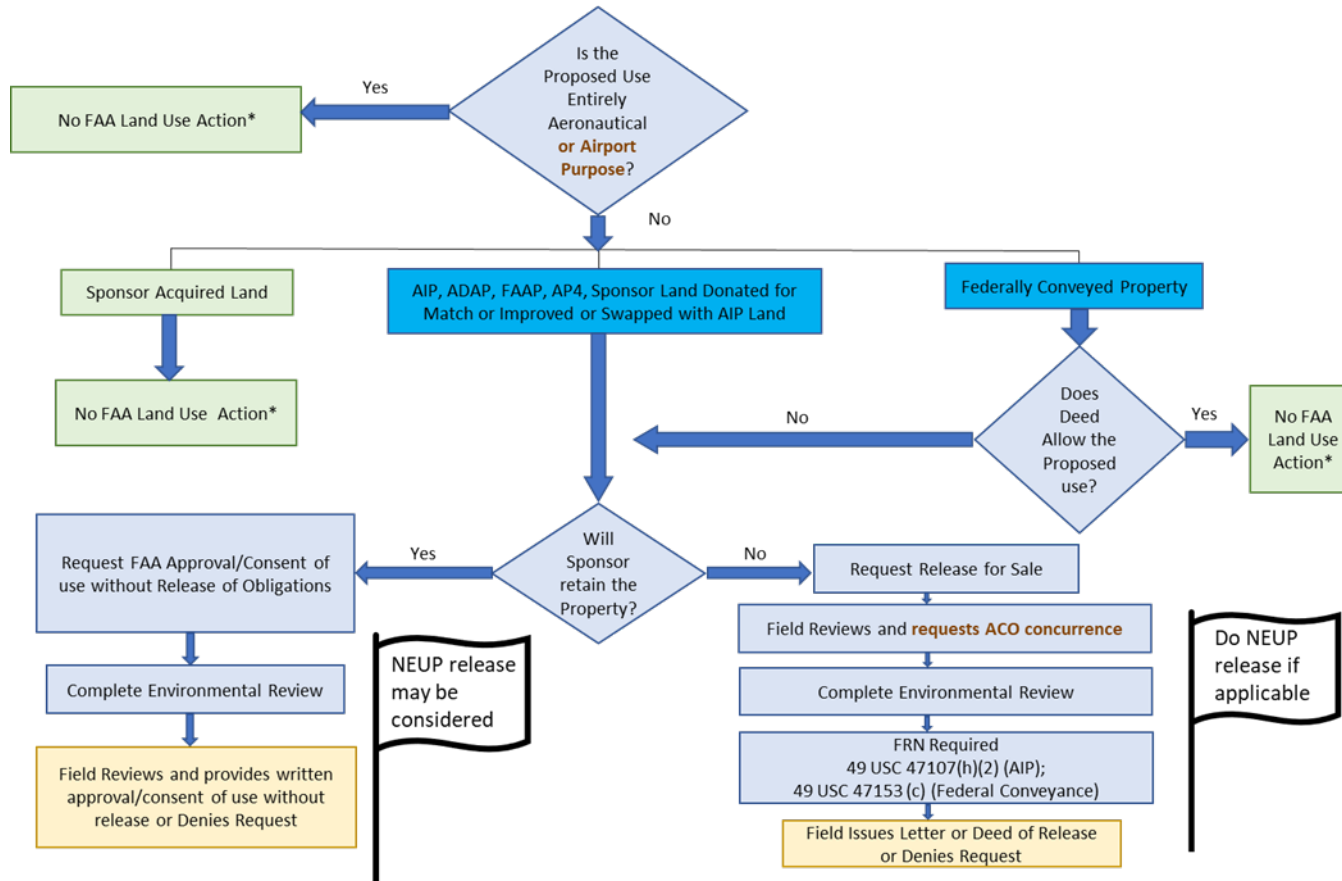 Is the
Proposed Use
Entirely
Aeronautical
or Airport
Purpose?
Yes
No FAA Land Use Action*
No
Sponsor Acquired Land
AIP, ADAP, FAAP, AP4, Sponsor Land Donated for
Match or Improved or Swapped with AIP Land
Federally Conveyed Property
No FAA Land Use Action*
Does
Deed
Allow the
Proposed
use?
No
Yes
No FAA
Land Use
Action*
Will
Sponsor
retain the
Property?
Yes
No
Request FAA Approval/Consent of
use without Release of Obligations
Complete Environmental Review
Field Reviews and provides written
approval/consent of use without
release or Denies Request
NEUP release
may be
considered
Request Release for Sale
Field Reviews and requests ACO concurrence
Complete Environmental Review
FRN Required
49 USC 47107(h)(2) (AIP);
49 USC 47153 (c) (Federal Conveyance)
Field Issues Letter or Deed of Release
or Denies Request
Do NEUP
release if
applicable